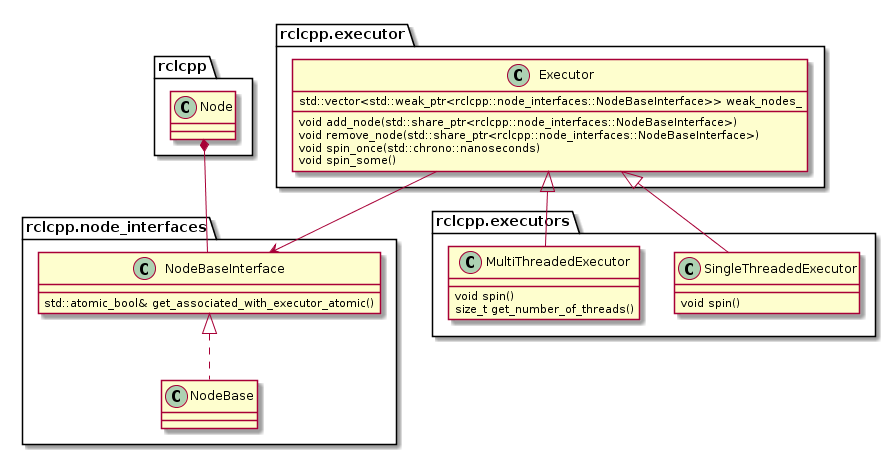 rclcpp.executor
C Executor
std::vector<std::weak_ptr<rclcpp::node_interfaces::NodeBaseInterface>> weak_nodes_
void add_node(std::share_ptr<rclcpp::node_interfaces::NodeBaseInterface>)
void remove_node(std::share_ptr<rclcpp::node_interfaces::NodeBaseInterface>)
void spin_once(std::chrono::nanoseconds)
void spin_some()
rclcpp
C Node
rclcpp.node_interfaces
C NodeBaseInterface
std::atomic_bool& get_associated_with_executor_atomic()
C NodeBase
rclcpp.executors
C MultiThreadedExecutor
void spin()
size_t get_number_of_threads()
C SingleThreadedExecutor
void spin()